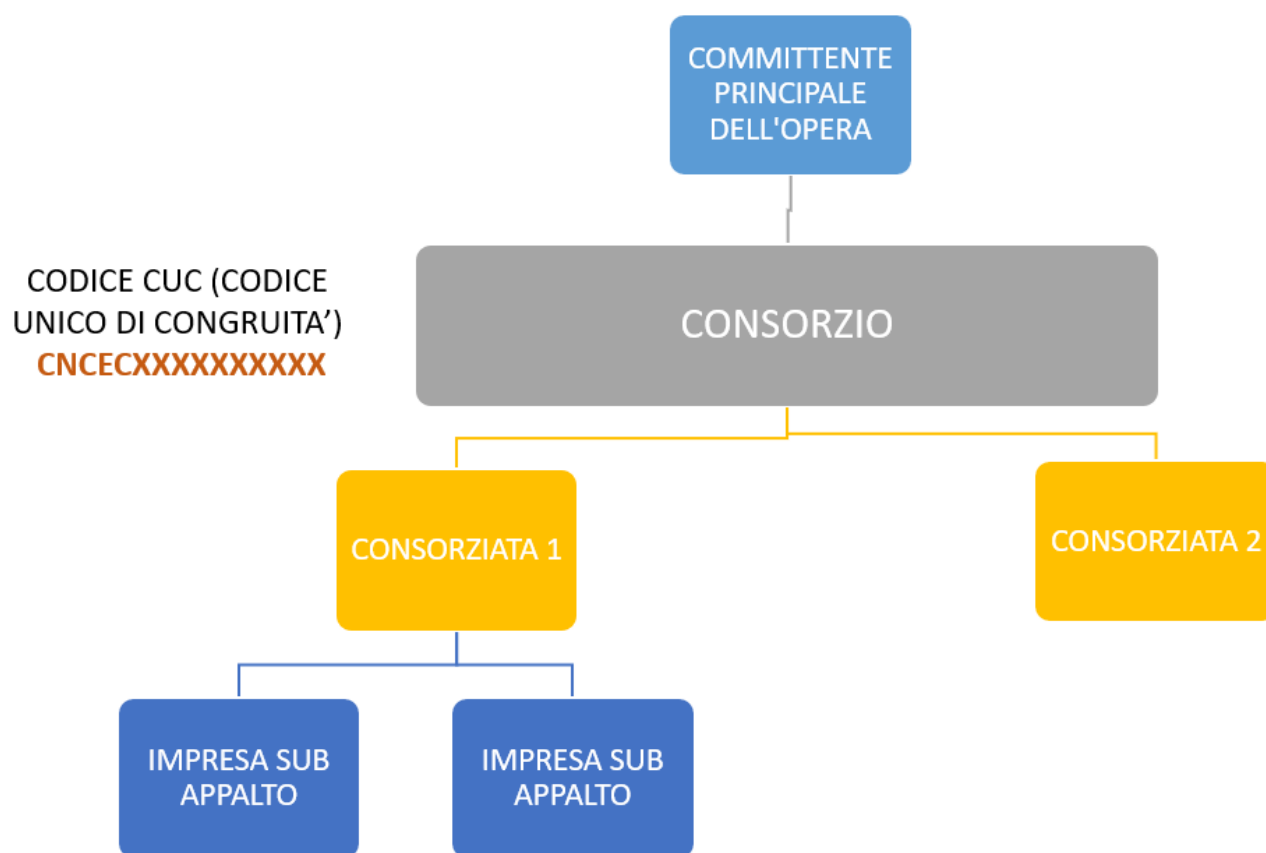 COMMITTENTE
PRINCIPALE
DELL'OPERA
CODICE CUC (CODICE
UNICO DI CONGRUITA’)
CNCECXXXXXXXXXX
CONSORZIO
CONSORZIATA 1
CONSORZIATA 2
IMPRESA SUB
APPALTO
IMPRESA SUB
APPALTO